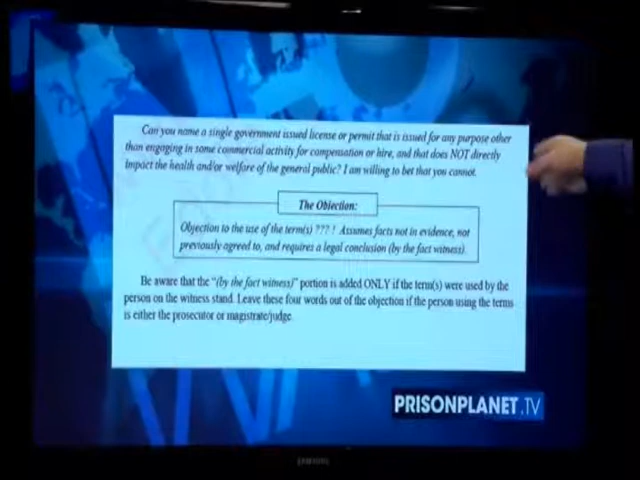 Can you name a single government issued license or permit that is issued for any purpose other
than engaging in some commercial activity for compensation or hire, and that does NOT directly
impact the health and/or welfare of the general public? I am willing to bet that you cannot.
The Objection:
Objection to the use of the term(s) ??? ! Assumes facts not in evidence, not
previously agreed to, and requires a legal conclusion (by the fact witness).
Be aware that the "(by the fact witness)" portion is added ONLY if the term(s) were used by the
person on the witness stand. Leave these four words out of the objection if the person using the terms
is either the prosecutor or magistrate/judge.
PRISONPLANET.TV
SAMSUNG